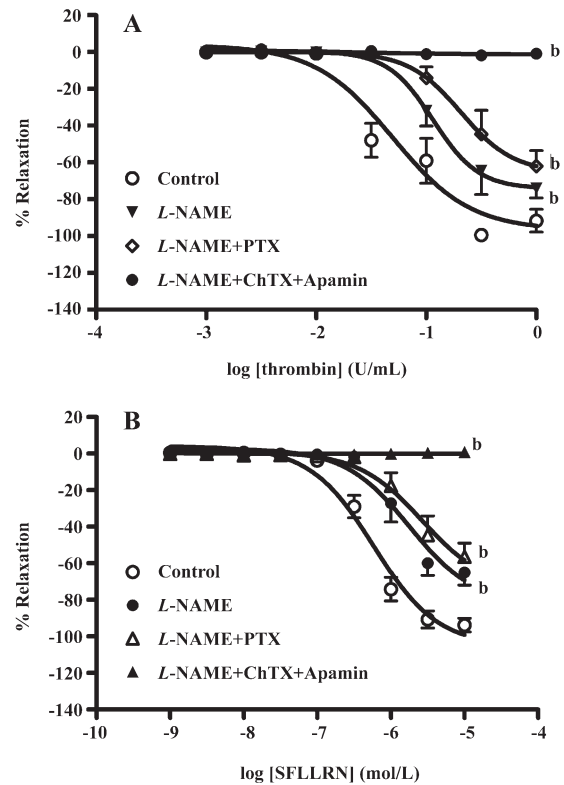 A
20
0
-20
-40
-60
-80
-100
-120
-140
% Relaxation
b
b
b
Control
L-NAME
L-NAME+PTX
L-NAME+ChTX+Apamin
-4 -3 -2 -1 0
log [thrombin] (U/mL)
B
20
0
-20
-40
-60
-80
-100
-120
-140
% Relaxation
b
b
b
Control
L-NAME
L-NAME+PTX
L-NAME+ChTX+Apamin
-10 -9 -8 -7 -6 -5 -4
log [SFLLRN] (mol/L)